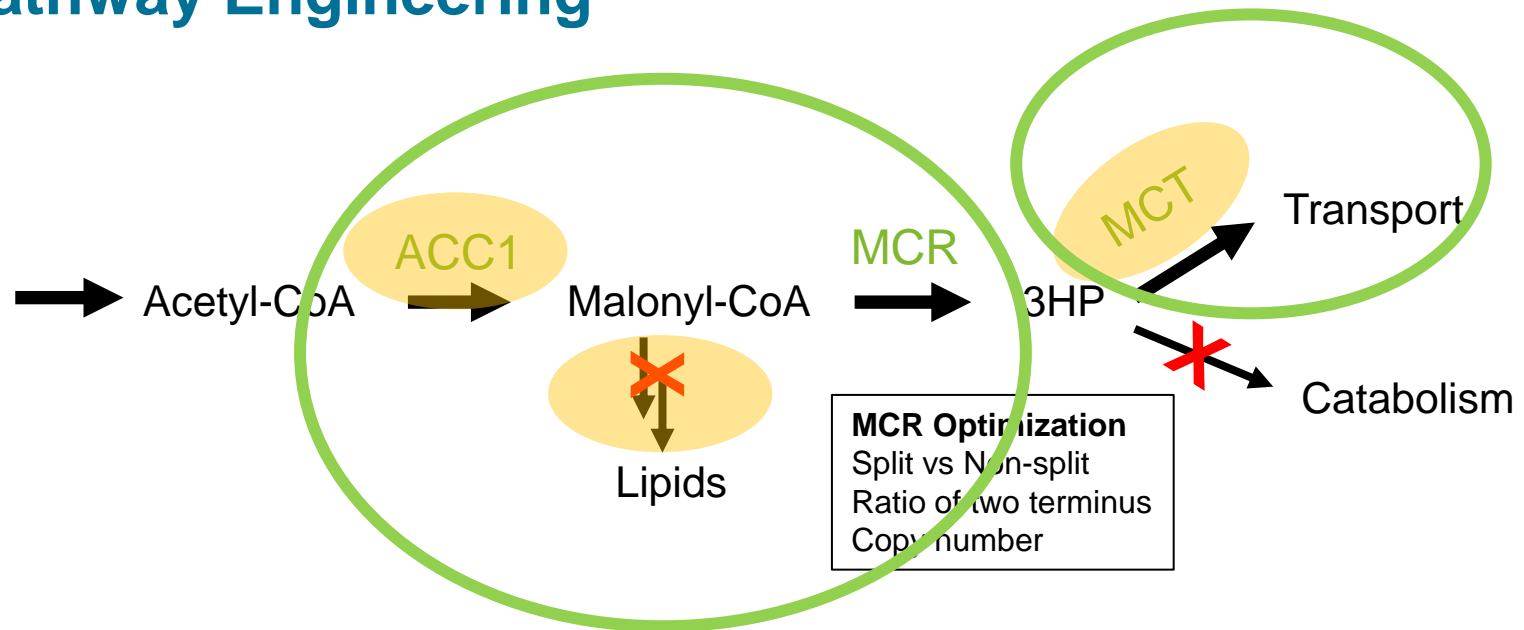 Engineering
MCT
Transport
ACC1
MCR
Acetyl-CoA
Malonyl-CoA
3HP
Catabolism
Lipids
MCR Optimization
Split vs Non-split
Ratio of two terminus
Copy number